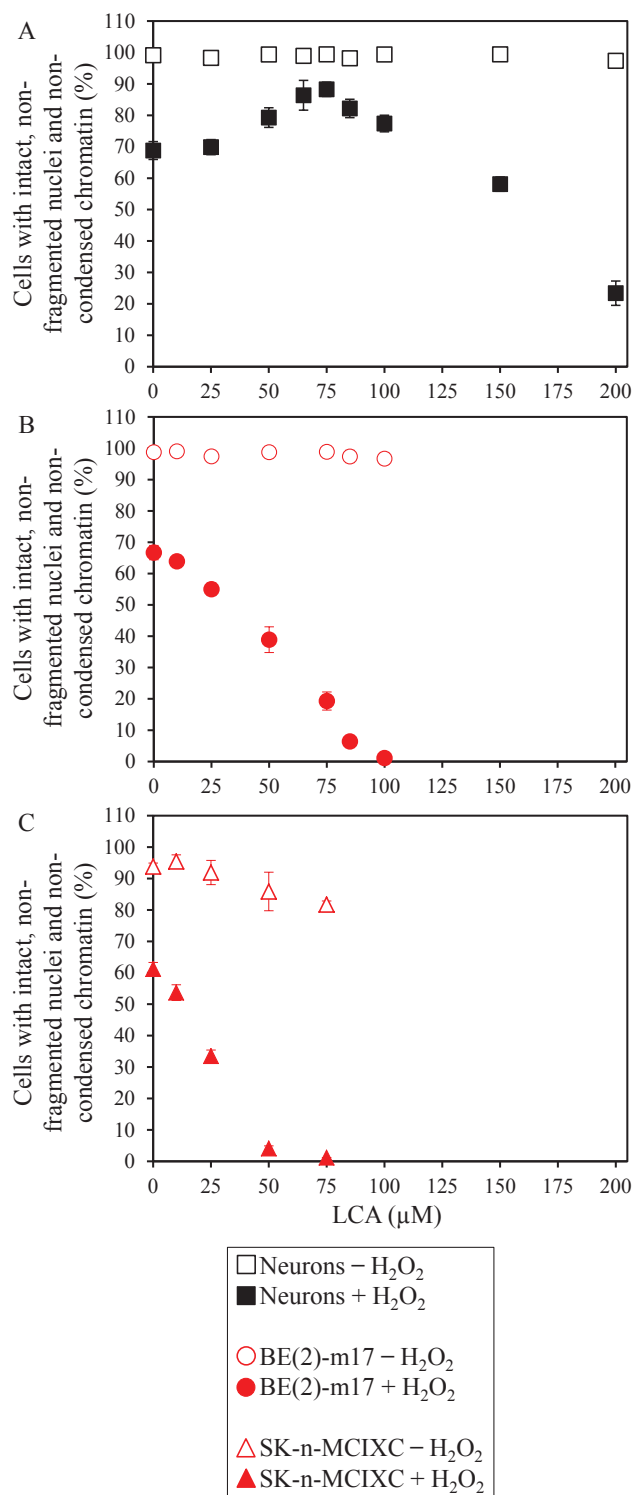 A
Cells with intact, non-
fragmented nuclei and non-
condensed chromatin (%)
110
100
90
80
70
60
50
40
30
20
10
0
0 25 50 75 100 125 150 175 200
B
Cells with intact, non-
fragmented nuclei and non-
condensed chromatin (%)
110
100
90
80
70
60
50
40
30
20
10
0
0 25 50 75 100 125 150 175 200
C
Cells with intact, non-
fragmented nuclei and non-
condensed chromatin (%)
110
100
90
80
70
60
50
40
30
20
10
0
0 25 50 75 100 125 150 175 200
LCA (µM)
Neurons – H₂O₂
Neurons + H₂O₂
BE(2)-m17 – H₂O₂
BE(2)-m17 + H₂O₂
SK-n-MCIXC – H₂O₂
SK-n-MCIXC + H₂O₂